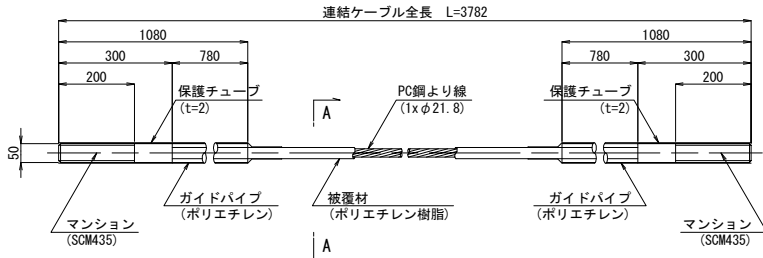 連結ケーブル全長 L=3782
1080
1080
300
780
780
300
200
200
保護チューブ
(t=2)
A
PC鋼より線
(1xφ21.8)
保護チューブ
(t=2)
50
ガイドパイプ
(ポリエチレン)
被覆材
(ポリエチレン樹脂)
ガイドパイプ
(ポリエチレン)
マンション
(SCM435)
A
マンション
(SCM435)